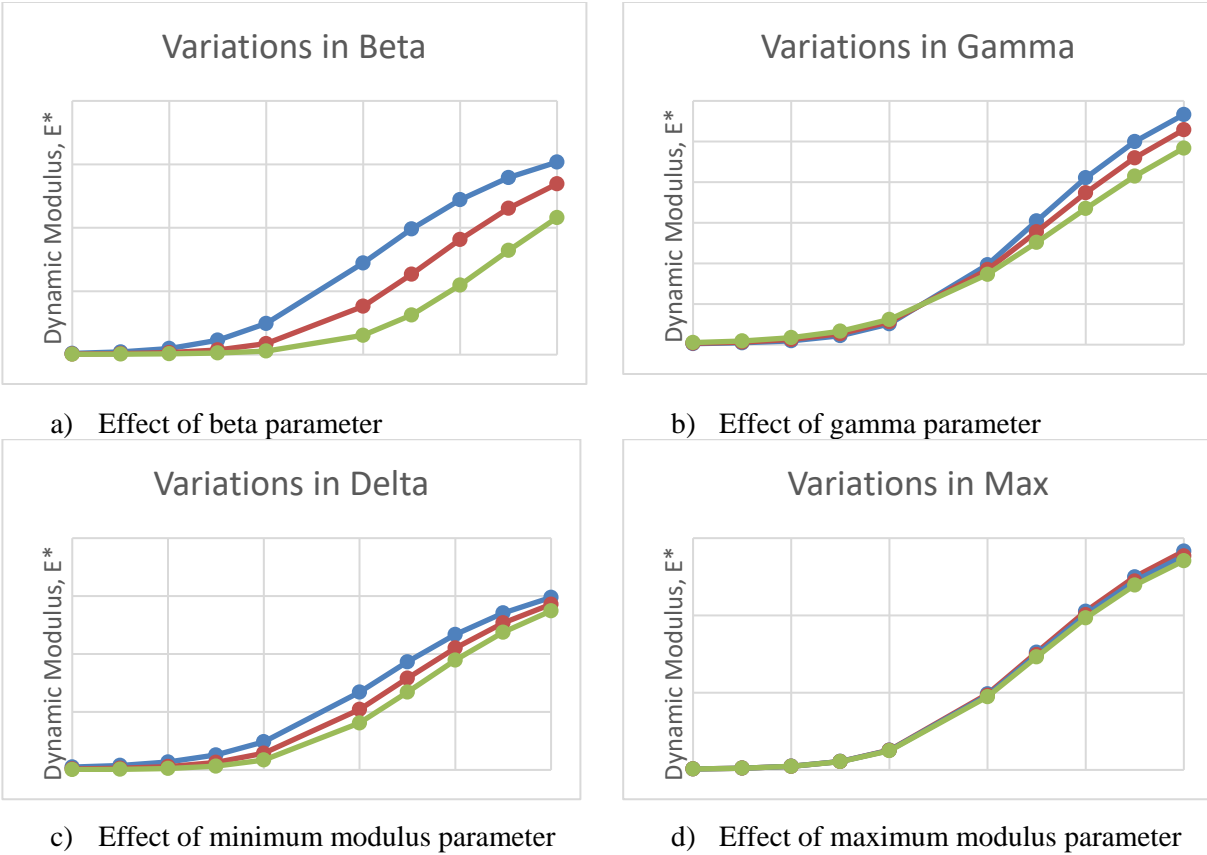 Variations in Beta
Dynamic Modulus, E*
a) Effect of beta parameter
Variations in Gamma
Dynamic Modulus, E*
b) Effect of gamma parameter
Variations in Delta
Dynamic Modulus, E*
c) Effect of minimum modulus parameter
Variations in Max
Dynamic Modulus, E*
d) Effect of maximum modulus parameter